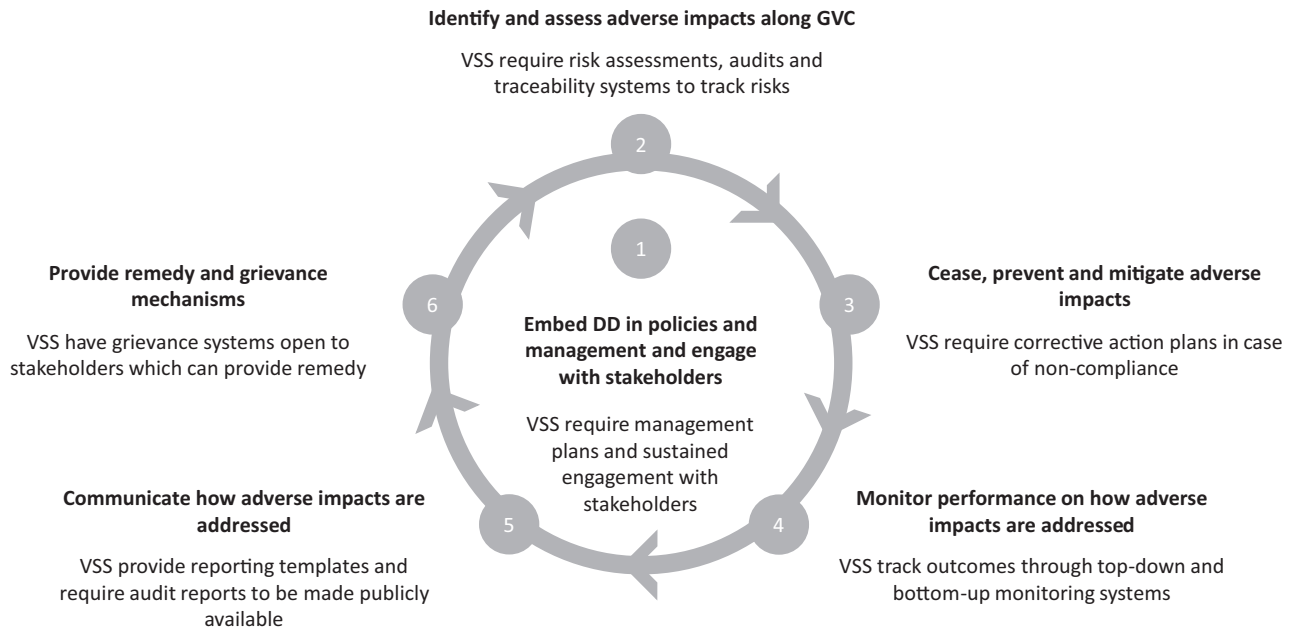 Identify and assess adverse impacts along GVC
VSS require risk assessments, audits and
traceability systems to track risks
2
1
Embed DD in policies and
management and engage
with stakeholders
VSS require management
plans and sustained
engagement with
stakeholders
3
Cease, prevent and mitigate adverse
impacts
VSS require corrective action plans in case
of non-compliance
4
Monitor performance on how adverse
impacts are addressed
VSS track outcomes through top-down and
bottom-up monitoring systems
5
Communicate how adverse impacts are
addressed
VSS provide reporting templates and
require audit reports to be made publicly
available
6
Provide remedy and grievance
mechanisms
VSS have grievance systems open to
stakeholders which can provide remedy